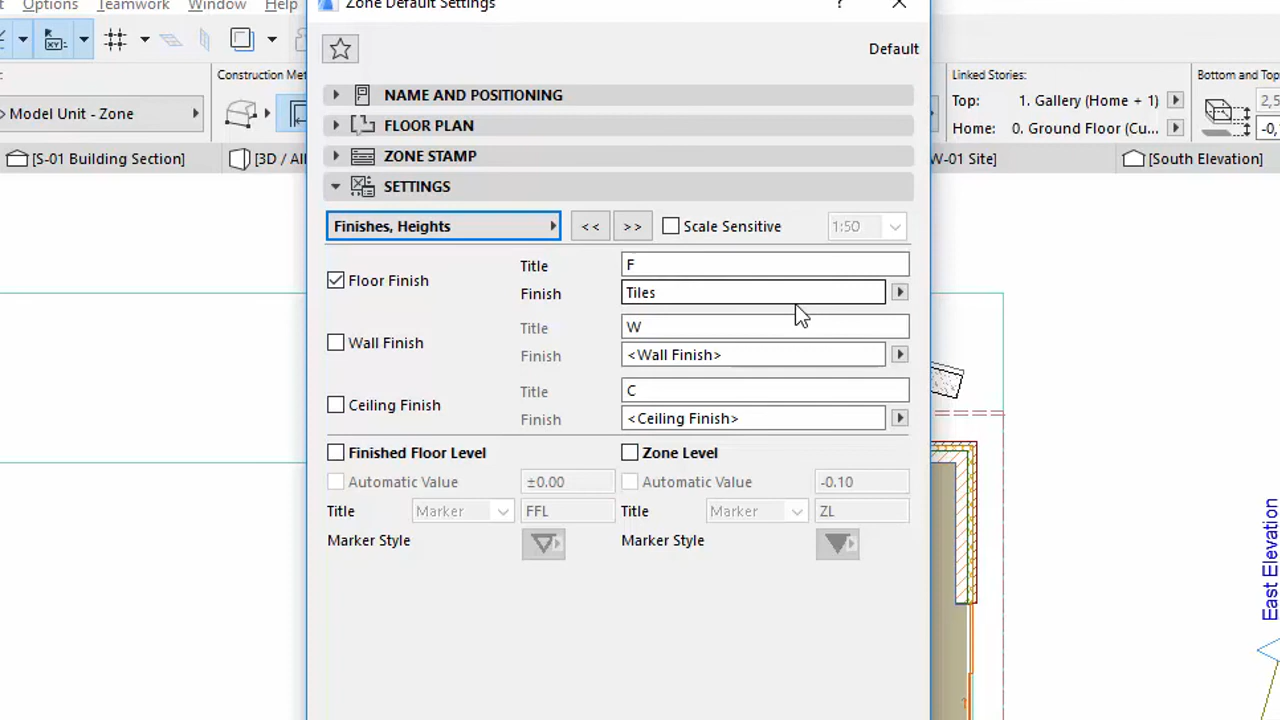 Options Teamwork Window Help
Zone Default Settings ? ×
Default
Construction Me
Model Unit - Zone
Linked Stories:
Bottom and Top
Top: 1. Gallery (Home + 1)
Home: 0. Ground Floor (Cu...
2,5
-0,
[S-01 Building Section]
[3D / All
W-01 Site]
[South Elevation]
NAME AND POSITIONING
FLOOR PLAN
ZONE STAMP
SETTINGS
Finishes, Heights << >> Scale Sensitive 1:50
Floor Finish
Title F
Finish Tiles
Wall Finish
Title W
Finish <Wall Finish>
Ceiling Finish
Title C
Finish <Ceiling Finish>
Finished Floor Level
Automatic Value ±0.00
Title Marker FFL
Marker Style
Zone Level
Automatic Value -0.10
Title Marker ZL
Marker Style
East Elevation